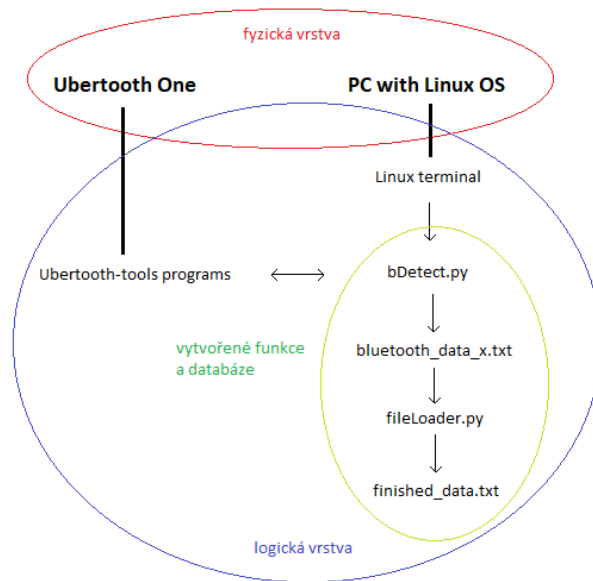 fyzická vrstva
Ubertooth One
PC with Linux OS
Linux terminal
Ubertooth-tools programs
bDetect.py
vytvořené funkce
a databáze
bluetooth_data_x.txt
fileLoader.py
finished_data.txt
logická vrstva